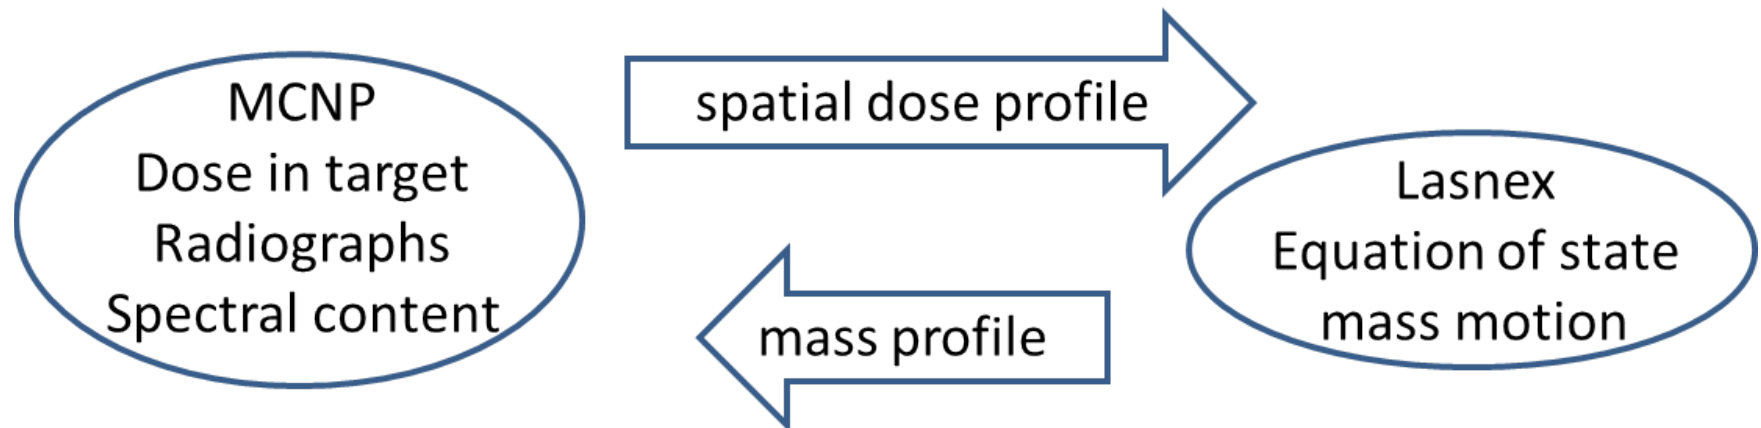 MCNP
Dose in target
Radiographs
Spectral content
spatial dose profile
mass profile
Lasnex
Equation of state
mass motion